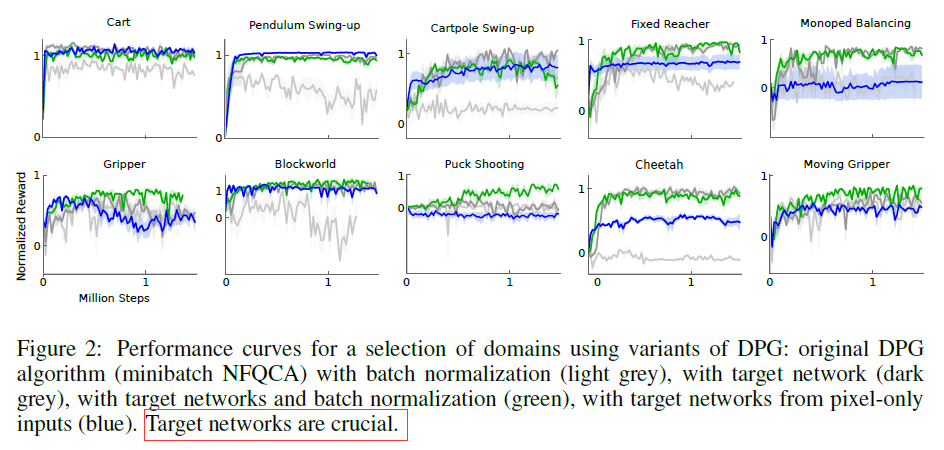 Cart
Pendulum Swing-up
Cartpole Swing-up
Fixed Reacher
Monoped Balancing
1
1
1
1
1
0
0
0
0
0
1
1
1
1
1
Gripper
Blockworld
Puck Shooting
Cheetah
Moving Gripper
Normalized Reward
1
1
1
1
1
0
0
0
0
0
0
1
0
1
0
1
0
1
0
1
Million Steps
Figure 2: Performance curves for a selection of domains using variants of DPG: original DPG
algorithm (minibatch NFQCA) with batch normalization (light grey), with target network (dark
grey), with target networks and batch normalization (green), with target networks from pixel-only
inputs (blue). Target networks are crucial.